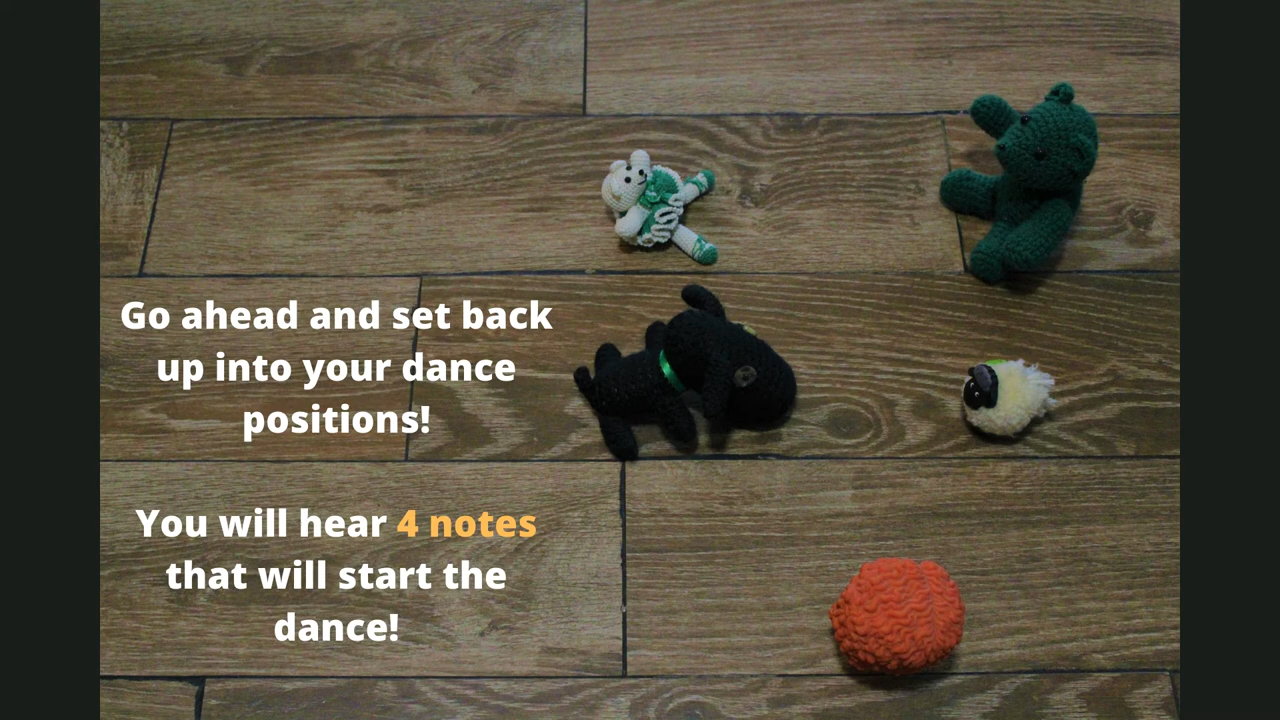 Go ahead and set back
up into your dance
positions!
You will hear 4 notes
that will start the
dance!